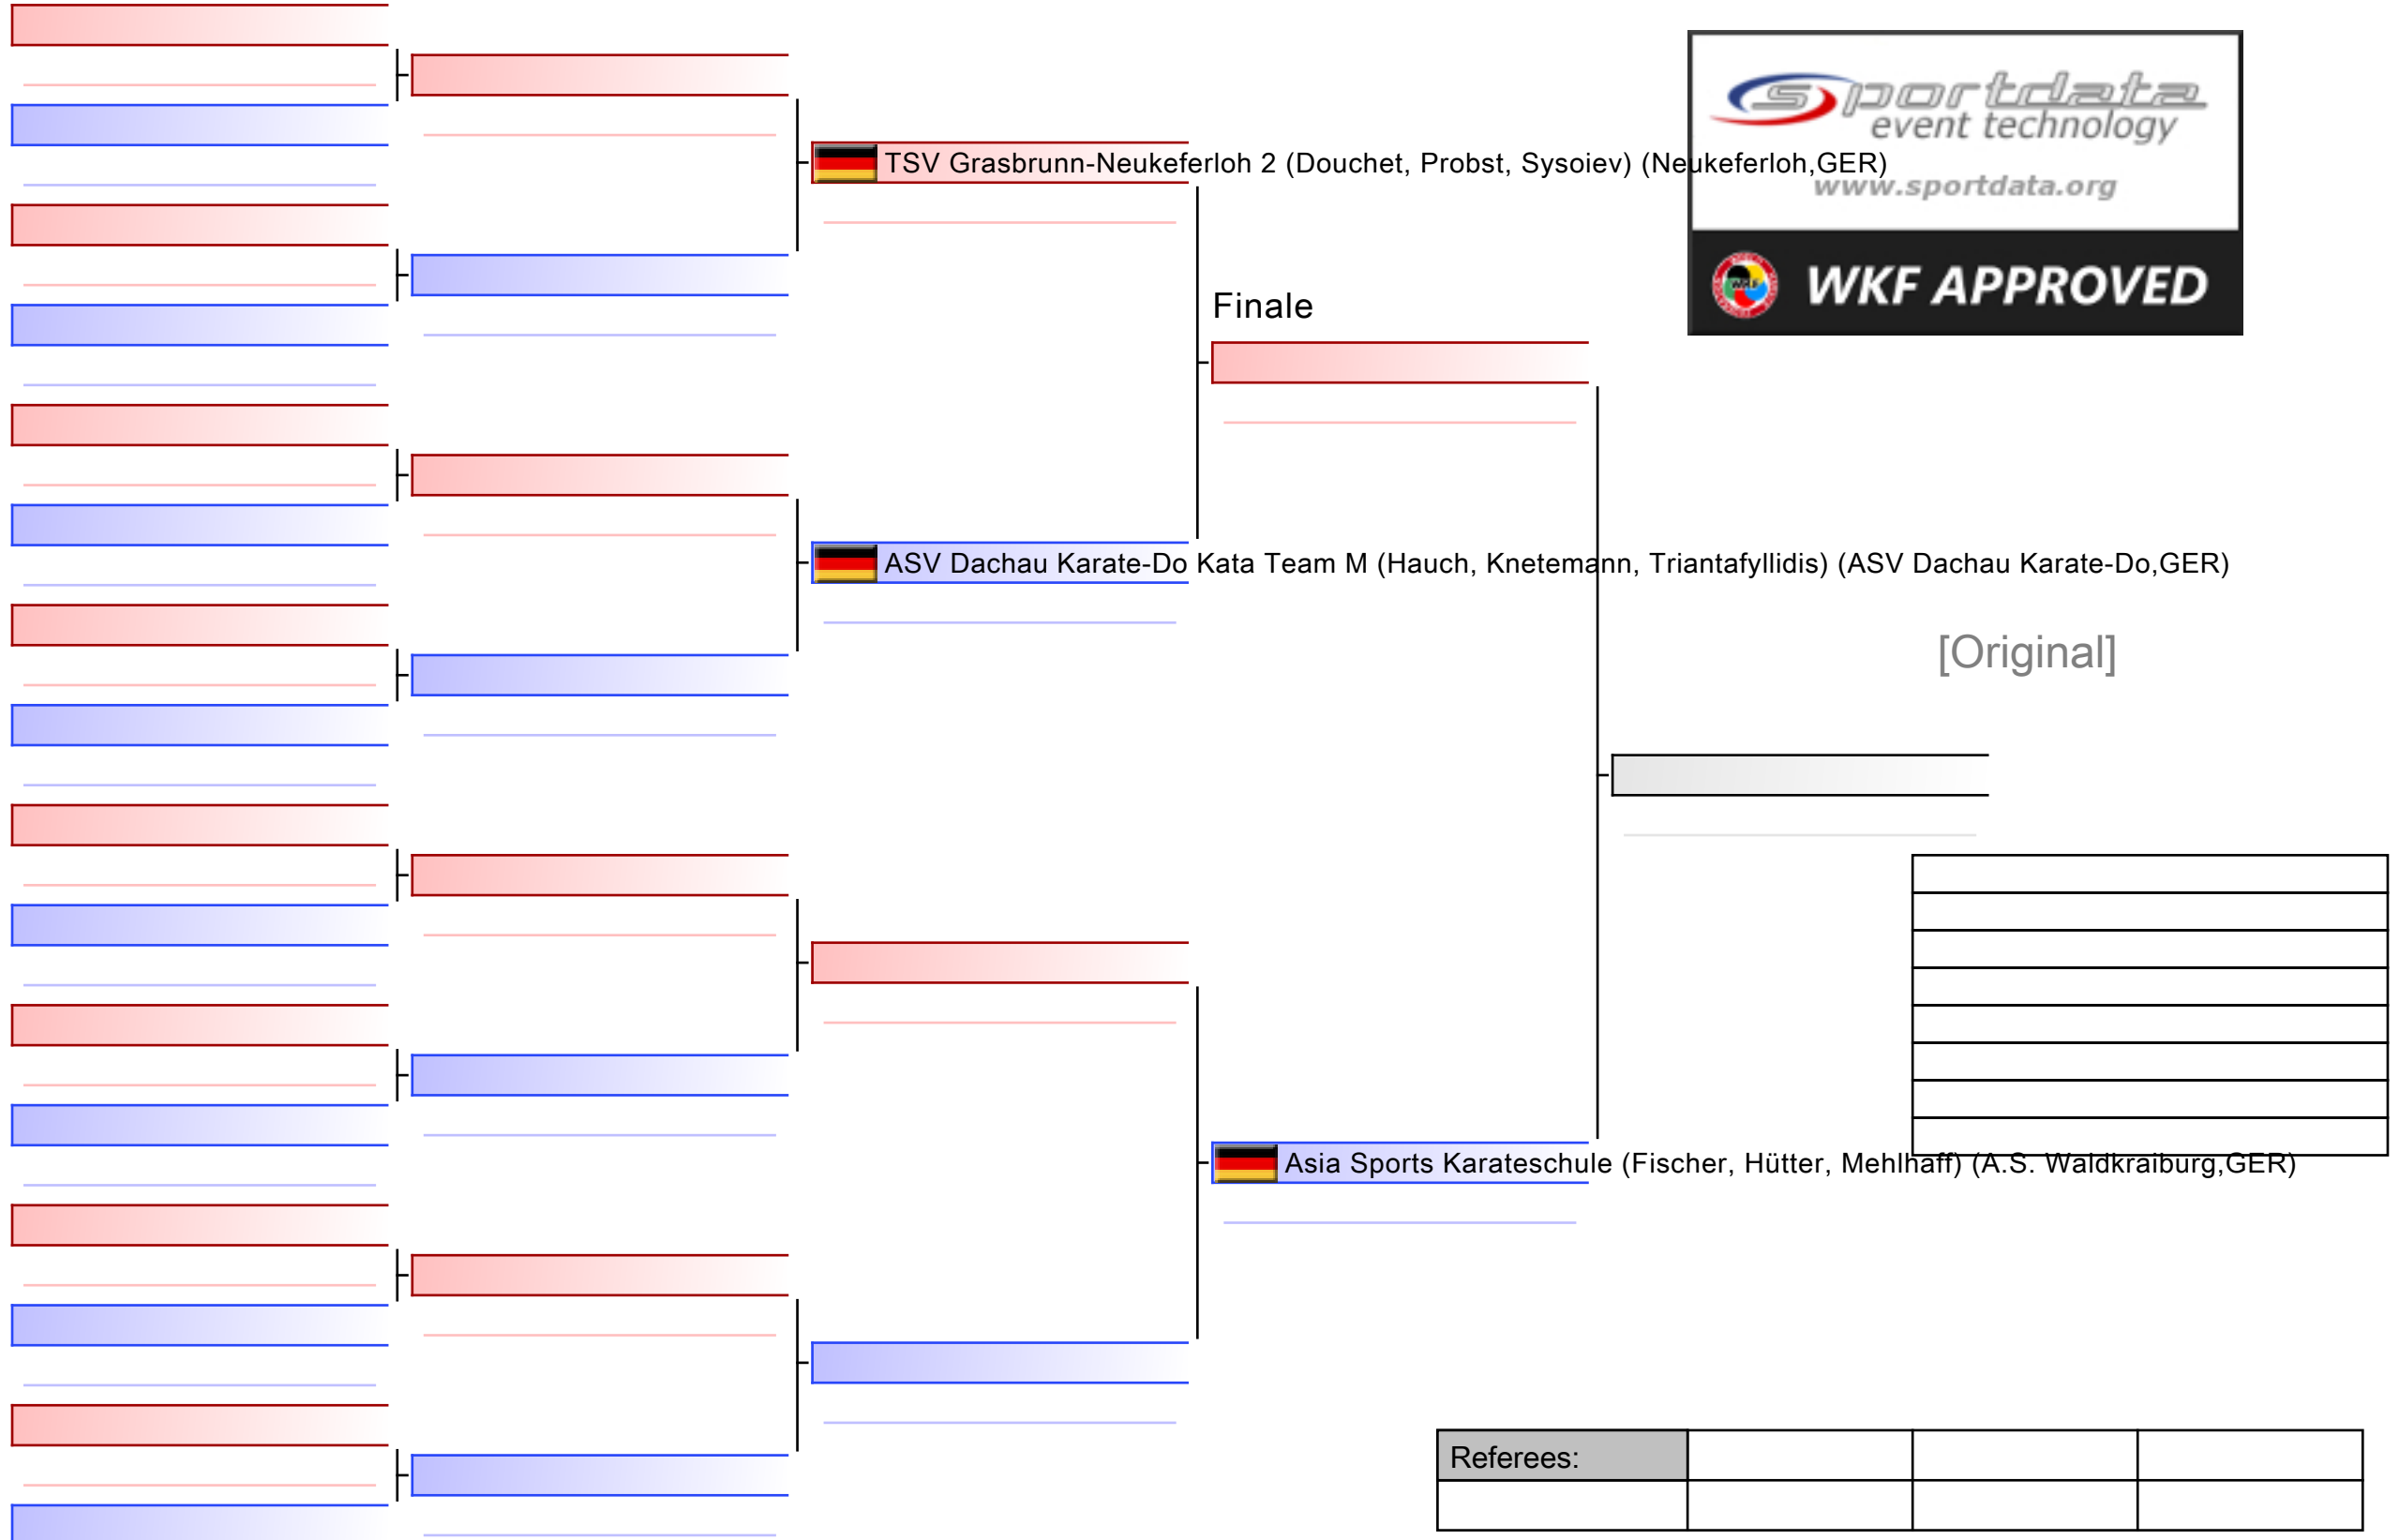 sportdata
event technology
www.sportdata.org
WKF APPROVED
TSV Grasbrunn-Neukeferloh 2 (Douchet, Probst, Sysoiev) (Neukeferloh,GER)
Finale
ASV Dachau Karate-Do Kata Team M (Hauch, Knetemann, Triantafyllidis) (ASV Dachau Karate-Do,GER)
[Original]
Asia Sports Karateschule (Fischer, Hütter, Mehlhaff) (A.S. Waldkraiburg,GER)
Referees: